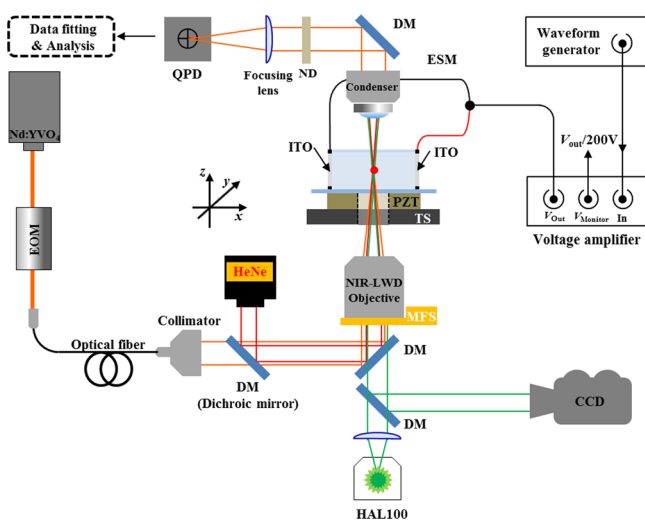 Data fitting
& Analysis
QPD
Focusing
lens
ND
DM
Condenser
ESM
Waveform
generator
Nd:YVO4
ITO
ITO
Vout/200V
z
y
x
PZT
TS
VOut
VMonitor
In
Voltage amplifier
EOM
HeNe
NIR-LWD
Objective
MFS
Collimator
Optical fiber
DM
(Dichroic mirror)
DM
DM
CCD
HAL100